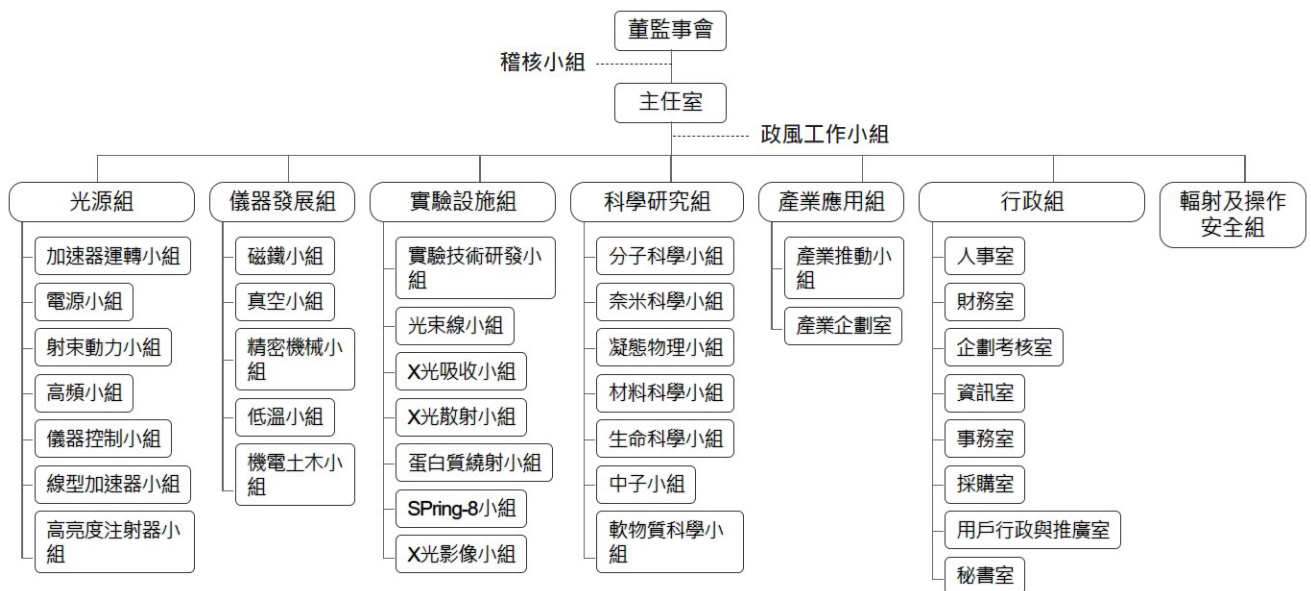 董監事會
稽核小組
主任室
政風工作小組
光源組
加速器運轉小組
電源小組
射束動力小組
高頻小組
儀器控制小組
線型加速器小組
高亮度注射器小
組
儀器發展組
磁鐵小組
真空小組
精密機械小
組
低溫小組
機電土木小
組
實驗設施組
實驗技術研發小
組
光束線小組
X光吸收小組
X光散射小組
蛋白質繞射小組
SPring-8小組
X光影像小組
科學研究組
分子科學小組
奈米科學小組
凝態物理小組
材料科學小組
生命科學小組
中子小組
軟物質科學小
組
產業應用組
產業推動小
組
產業企劃室
行政組
人事室
財務室
企劃考核室
資訊室
事務室
採購室
用戶行政與推廣室
秘書室
輻射及操作
安全組